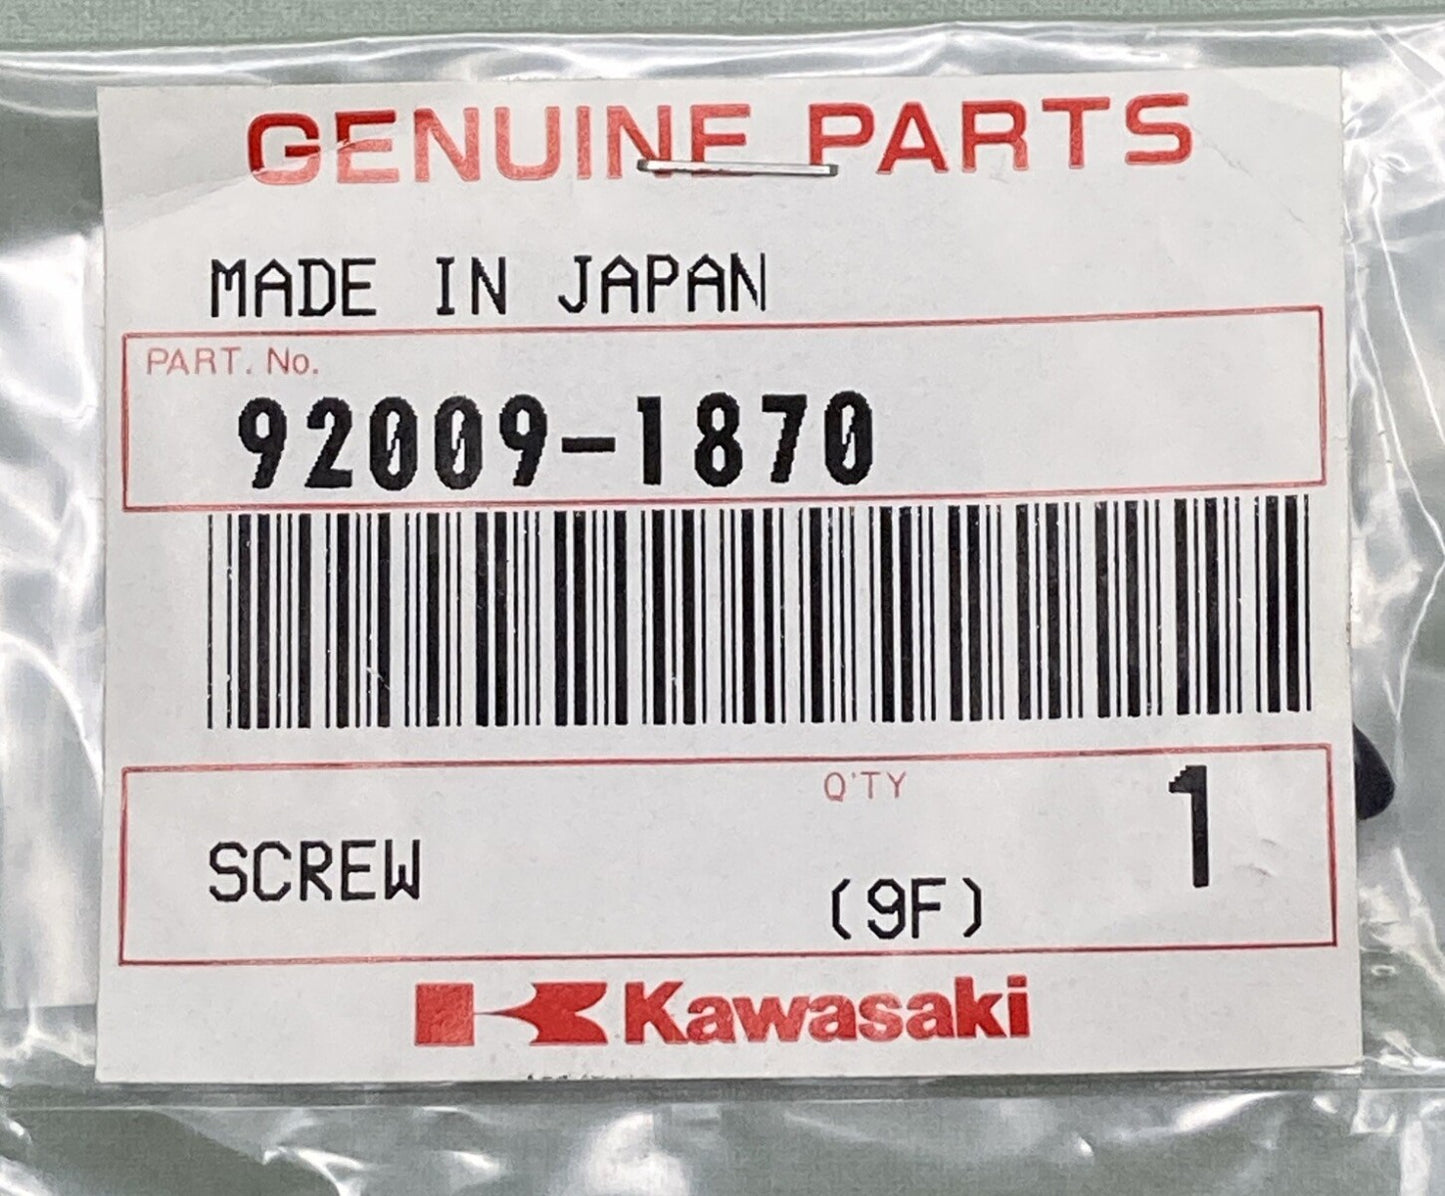 GENUINE PARTS
MADE IN JAPAN
PART. No.
92009-1870
Q'TY 1
SCREW (9F)
Kawasaki